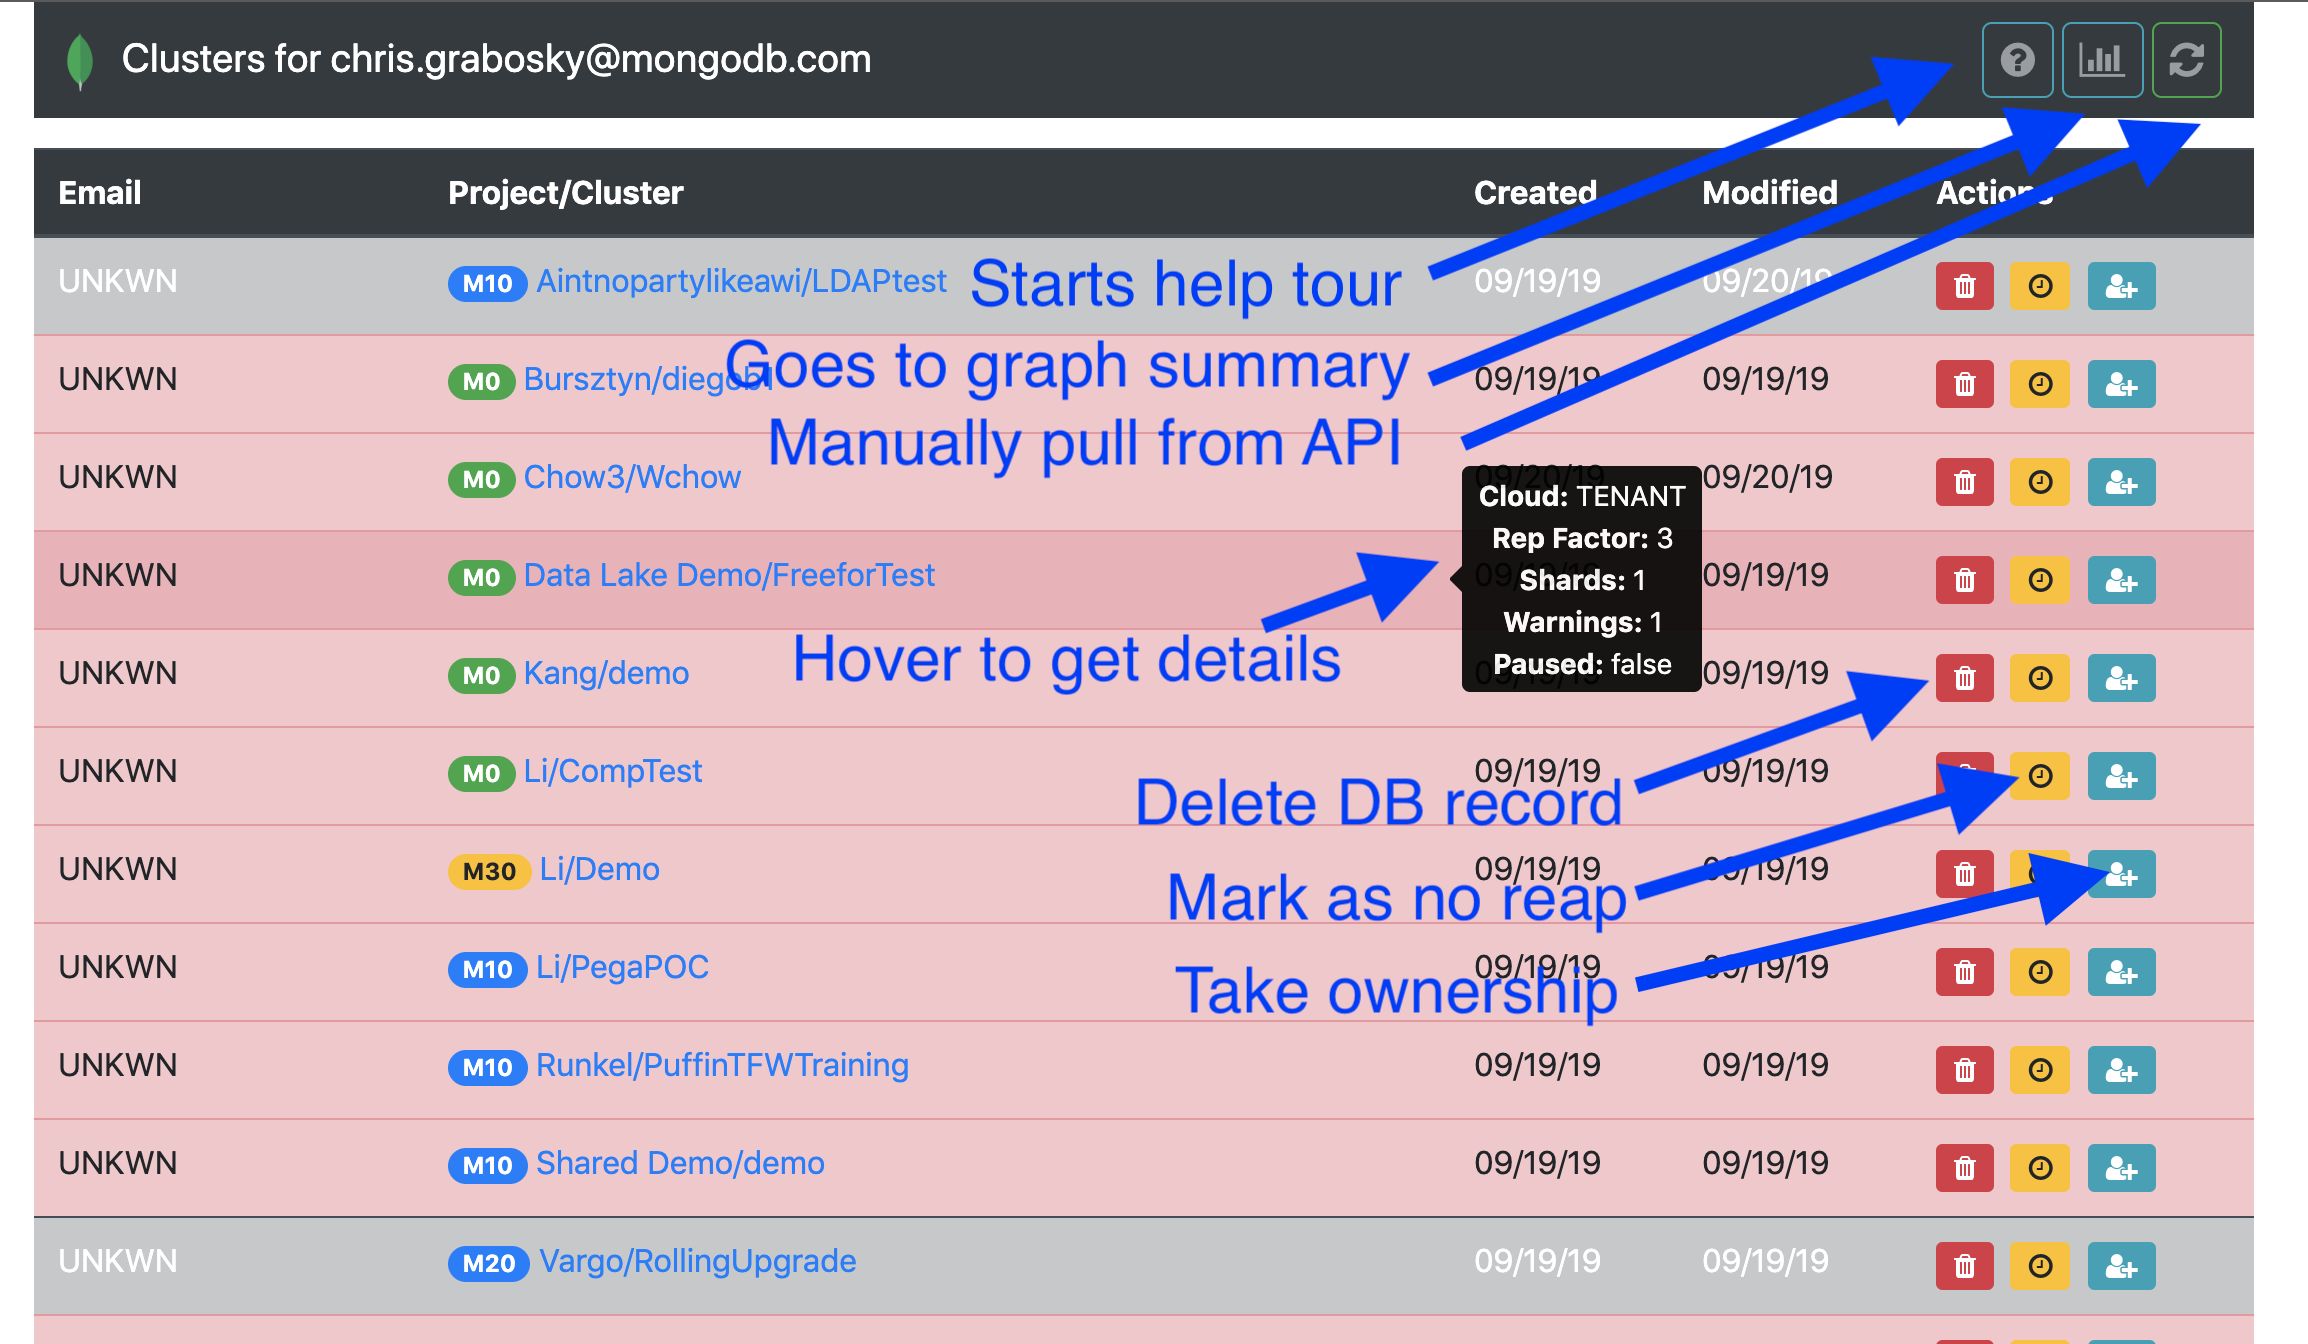 Clusters for chris.grabosky@mongodb.com
Email Project/Cluster Created Modified Actions
UNKWN M10 Aintnopartylikeawi/LDAPtest 09/19/19 09/20/19
Starts help tour
UNKWN M0 Bursztyn/diegob1 09/19/19 09/19/19
Goes to graph summary
Manually pull from API
UNKWN M0 Chow3/Wchow 09/20/19 09/20/19
Cloud: TENANT
Rep Factor: 3
Shards: 1
Warnings: 1
Paused: false
UNKWN M0 Data Lake Demo/FreeforTest 09/19/19 09/19/19
Hover to get details
UNKWN M0 Kang/demo 09/19/19 09/19/19
UNKWN M0 Li/CompTest 09/19/19 09/19/19
Delete DB record
UNKWN M30 Li/Demo 09/19/19 09/19/19
Mark as no reap
UNKWN M10 Li/PegaPOC 09/19/19 09/19/19
Take ownership
UNKWN M10 Runkel/PuffinTFWTraining 09/19/19 09/19/19
UNKWN M10 Shared Demo/demo 09/19/19 09/19/19
UNKWN M20 Vargo/RollingUpgrade 09/19/19 09/19/19